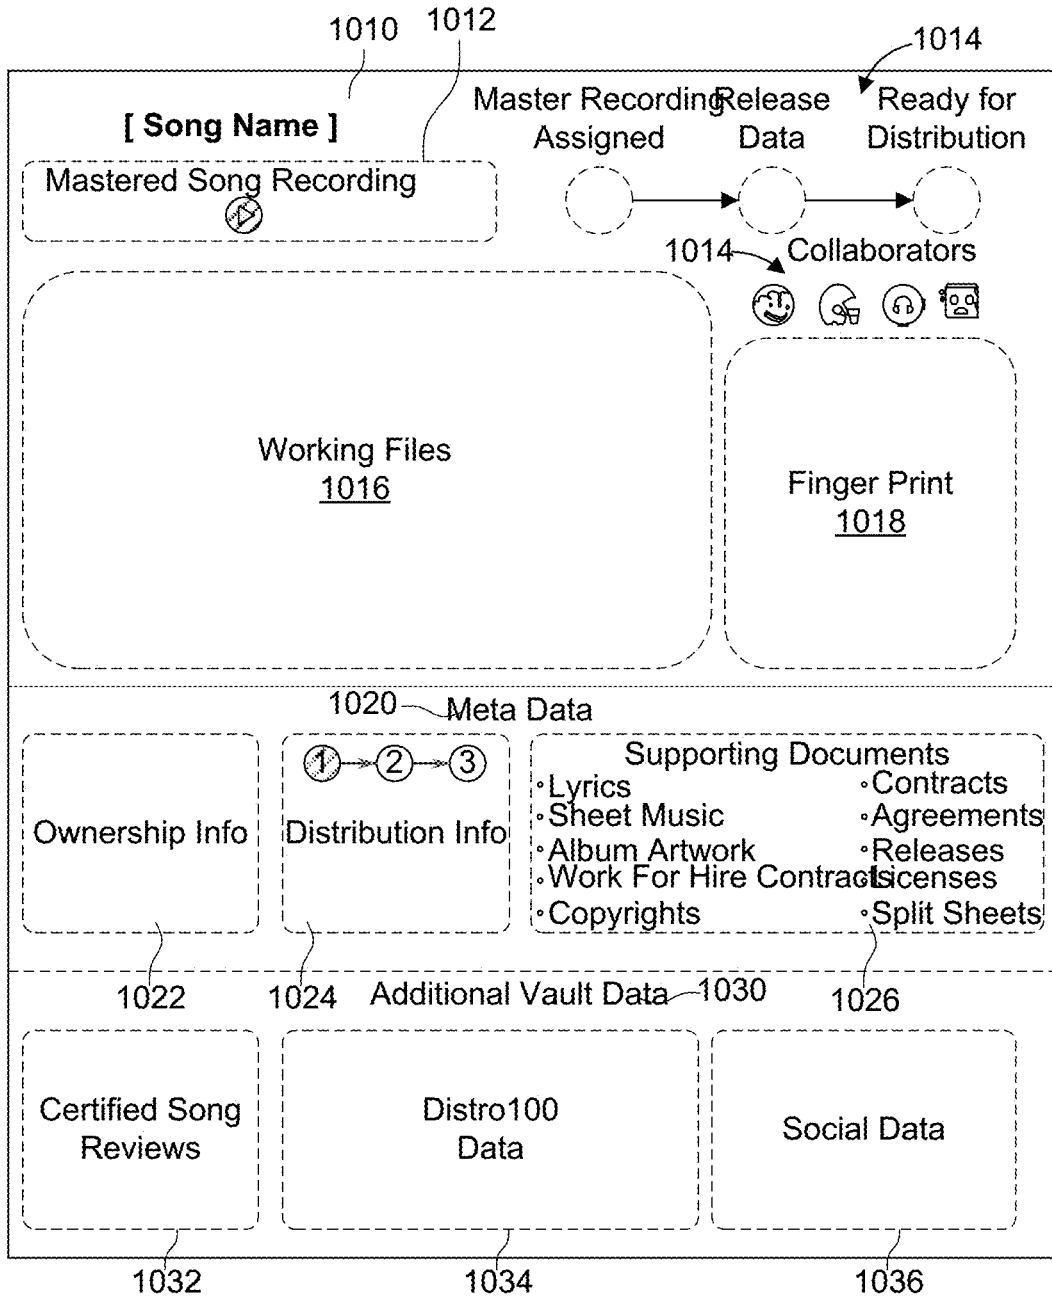 1010
1012
1014
[ Song Name ]
Master Recording
Assigned
Release
Data
Ready for
Distribution
Mastered Song Recording
1014
Collaborators
Working Files
1016
Finger Print
1018
1020
Meta Data
Ownership Info
1
2
3
Distribution Info
Supporting Documents
Lyrics
Sheet Music
Album Artwork
Work For Hire Contracts
Copyrights
Contracts
Agreements
Releases
Licenses
Split Sheets
1022
1024
1026
Additional Vault Data
1030
Certified Song
Reviews
Distro100
Data
Social Data
1032
1034
1036